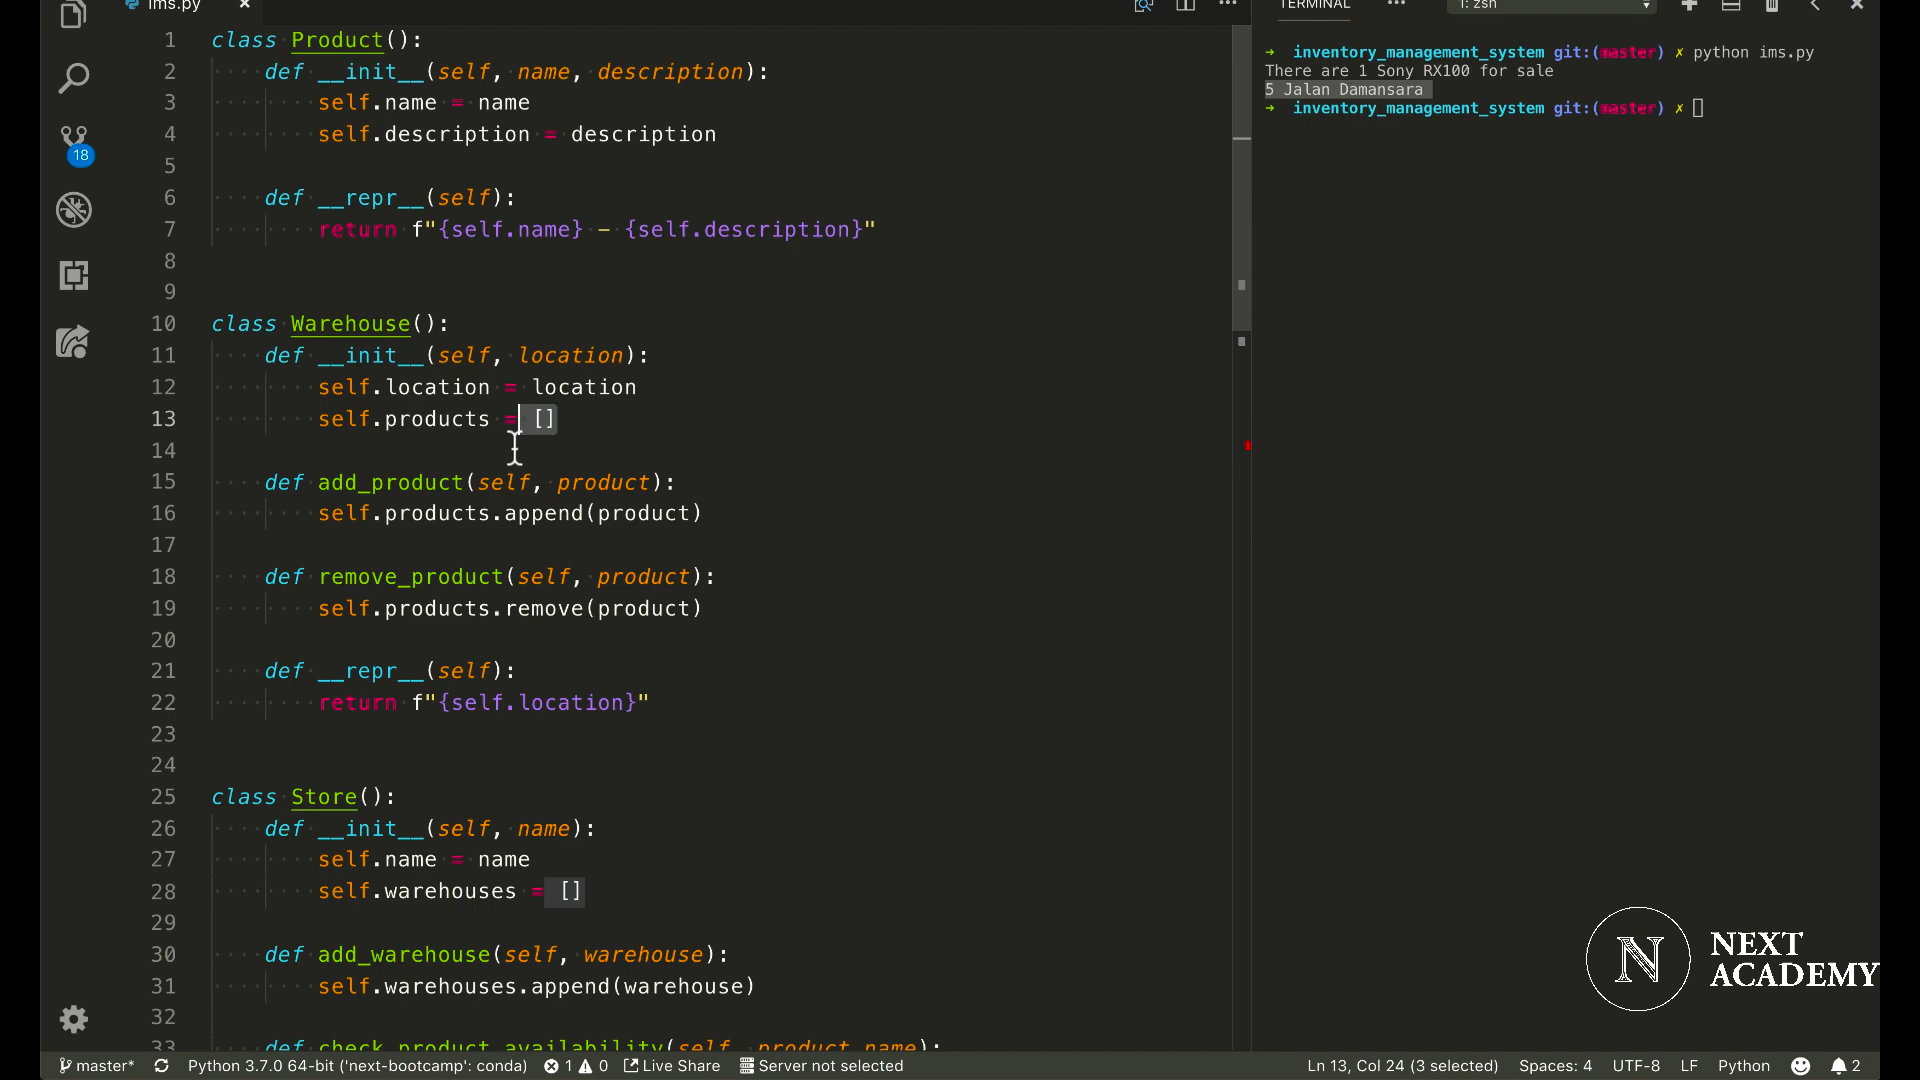 ims.py ×
1 class Product():
2 def __init__(self, name, description):
3 self.name = name
4 self.description = description
5
6 def __repr__(self):
7 return f"{self.name} – {self.description}"
8
9
10 class Warehouse():
11 def __init__(self, location):
12 self.location = location
13 self.products = []
14
15 def add_product(self, product):
16 self.products.append(product)
17
18 def remove_product(self, product):
19 self.products.remove(product)
20
21 def __repr__(self):
22 return f"{self.location}"
23
24
25 class Store():
26 def __init__(self, name):
27 self.name = name
28 self.warehouses = []
29
30 def add_warehouse(self, warehouse):
31 self.warehouses.append(warehouse)
32
33 def check_product_availability(self, product_name):
18
TERMINAL ••• 1: zsh
→ inventory_management_system git:(master) ✗ python ims.py
There are 1 Sony RX100 for sale
5 Jalan Damansara
→ inventory_management_system git:(master) ✗
N NEXT
ACADEMY
master* Python 3.7.0 64-bit ('next-bootcamp': conda) 1 0 Live Share Server not selected Ln 13, Col 24 (3 selected) Spaces: 4 UTF-8 LF Python 2